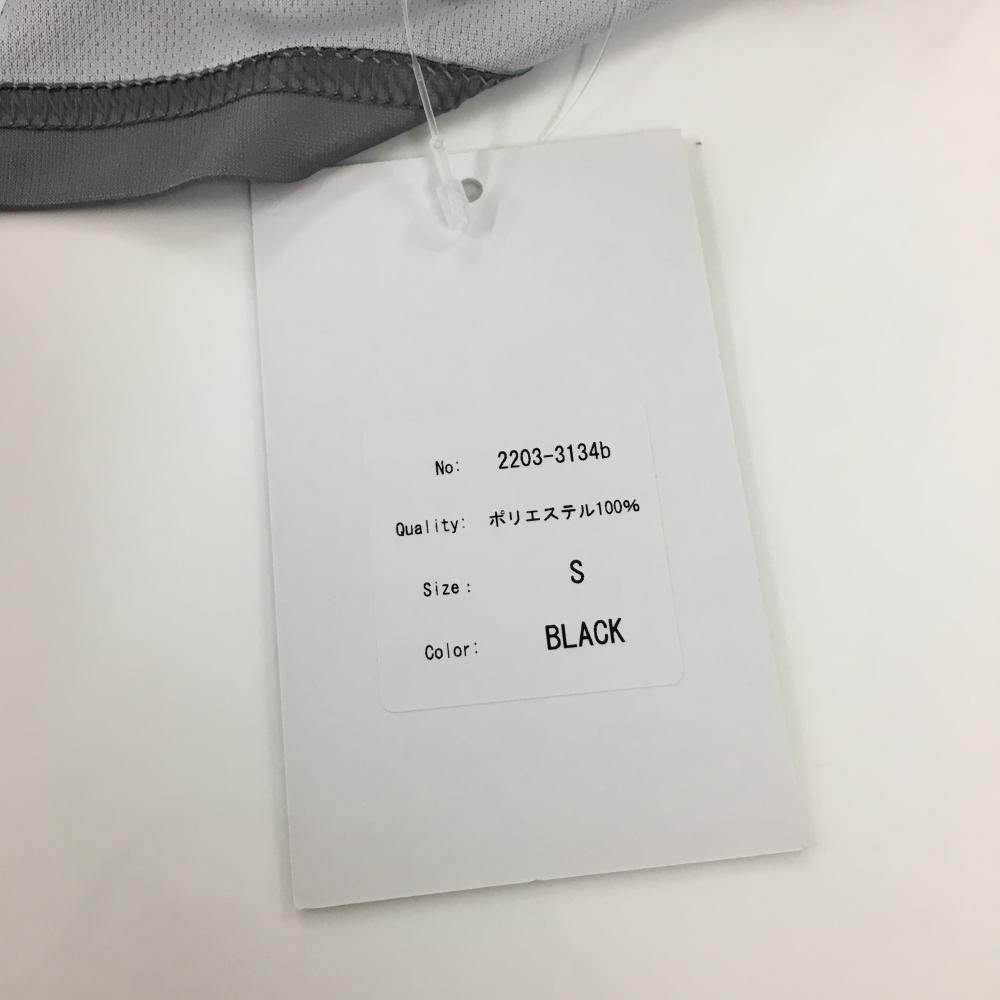 No: 2203-3134b
Quality: ポリエステル100%
Size: S
Color: BLACK